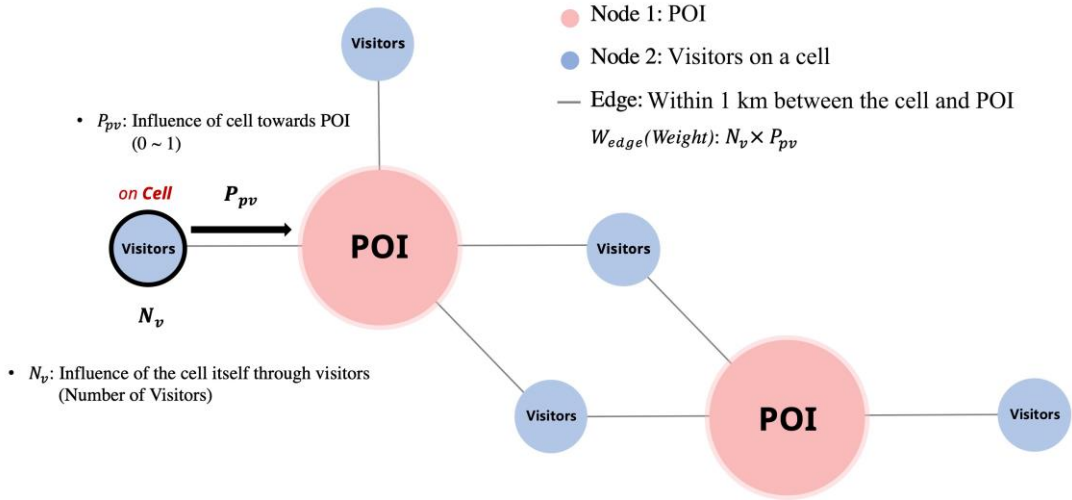 Node 1: POI
Visitors
Node 2: Visitors on a cell
Edge: Within 1 km between the cell and POI
• P_pv: Influence of cell towards POI
(0 ~ 1)
W_edge(Weight): N_v × P_pv
on Cell
P_pv
Visitors
POI
Visitors
N_v
• N_v: Influence of the cell itself through visitors
(Number of Visitors)
Visitors
POI
Visitors